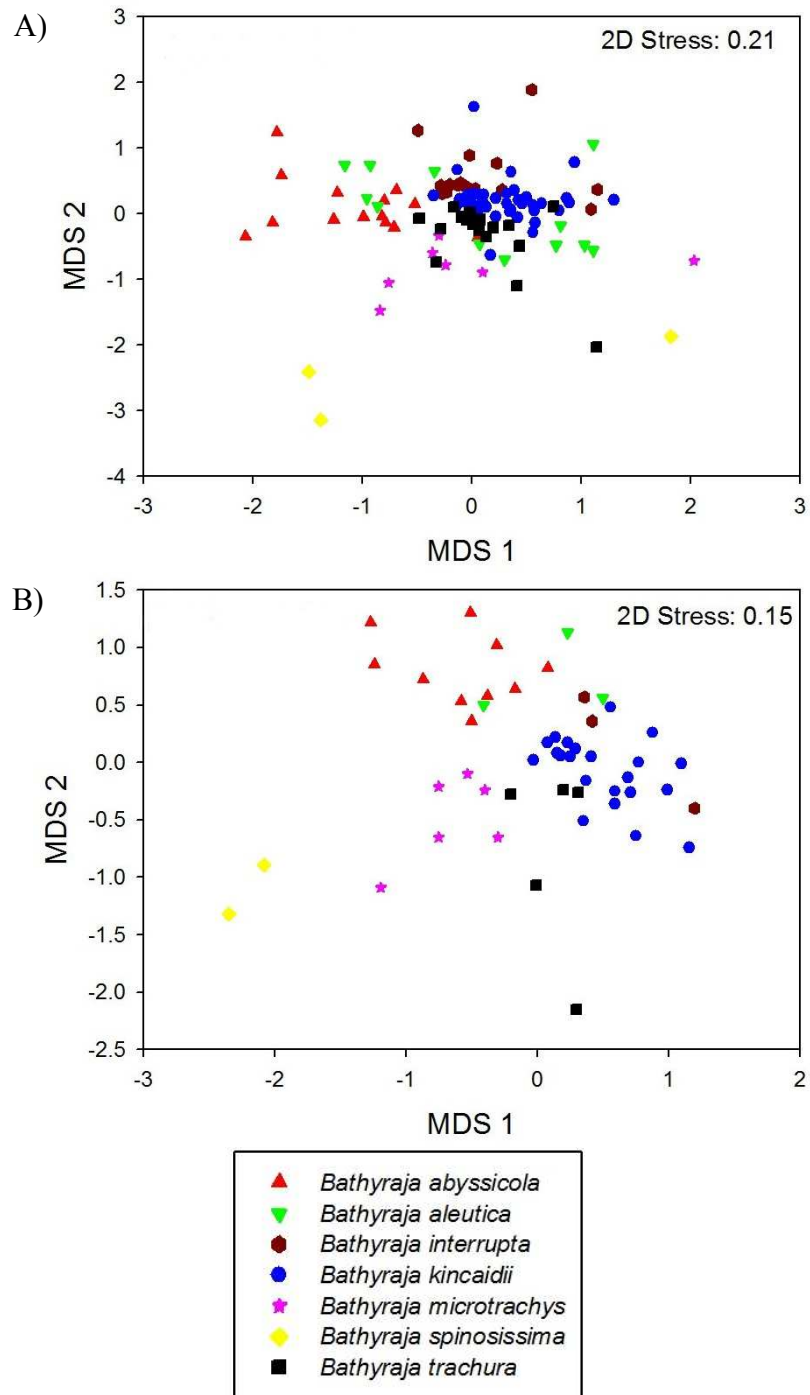 A)
2D Stress: 0.21
3
2
1
0
-1
-2
-3
-4
MDS 2
-3 -2 -1 0 1 2 3
MDS 1
B)
2D Stress: 0.15
1.5
1.0
0.5
0.0
-0.5
-1.0
-1.5
-2.0
-2.5
MDS 2
-3 -2 -1 0 1 2
MDS 1
Bathyraja abyssicola
Bathyraja aleutica
Bathyraja interrupta
Bathyraja kincaidii
Bathyraja microtrachys
Bathyraja spinosissima
Bathyraja trachura